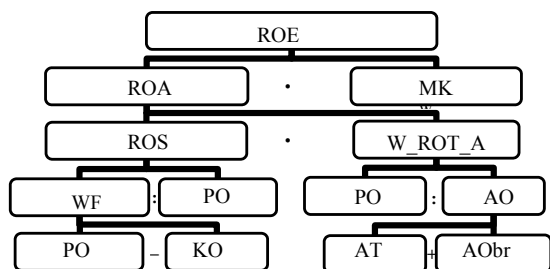 ROE
ROA · MK
ROS · W_ROT_A
WF : PO PO : AO
PO – KO AT + AObr